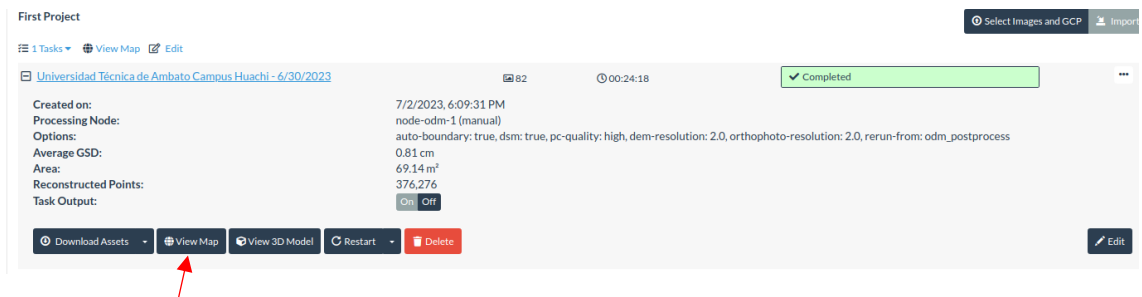 First Project
Select Images and GCP Import
1 Tasks View Map Edit
Universidad Técnica de Ambato Campus Huachi - 6/30/2023 82 00:24:18 Completed
Created on: 7/2/2023, 6:09:31 PM
Processing Node: node-odm-1 (manual)
Options: auto-boundary: true, dsm: true, pc-quality: high, dem-resolution: 2.0, orthophoto-resolution: 2.0, rerun-from: odm_postprocess
Average GSD: 0.81 cm
Area: 69.14 m²
Reconstructed Points: 376,276
Task Output: On Off
Download Assets View Map View 3D Model Restart Delete Edit